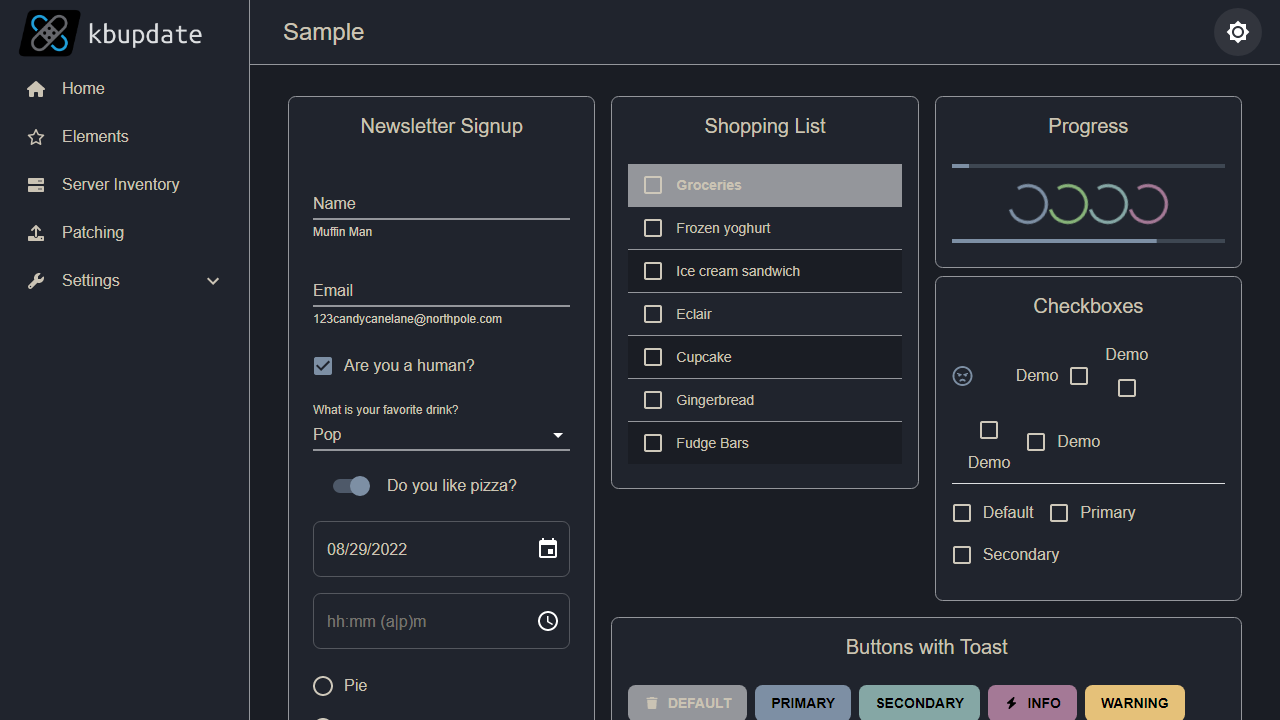 kbupdate
Home
Elements
Server Inventory
Patching
Settings
Sample
Newsletter Signup
Name
Muffin Man
Email
123candycanelane@northpole.com
Are you a human?
What is your favorite drink?
Pop
Do you like pizza?
08/29/2022
hh:mm (a|p)m
Pie
Shopping List
Groceries
Frozen yoghurt
Ice cream sandwich
Eclair
Cupcake
Gingerbread
Fudge Bars
Progress
Checkboxes
Demo
Demo
Demo
Demo
Default
Primary
Secondary
Buttons with Toast
DEFAULT
PRIMARY
SECONDARY
INFO
WARNING